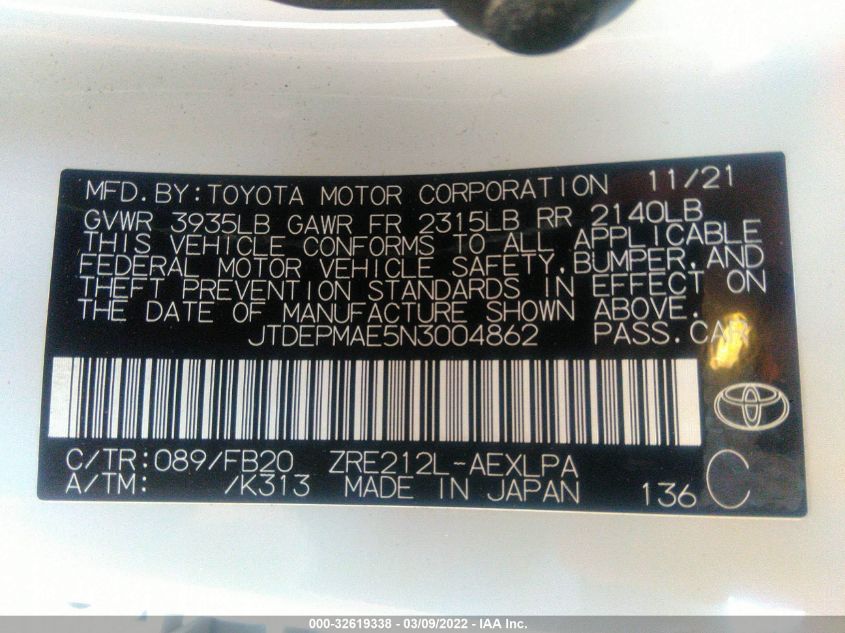 MFD.BY:TOYOTA MOTOR CORPORATION 11/21
GVWR 3935LB GAWR FR 2315LB RR 2140LB
THIS VEHICLE CONFORMS TO ALL APPLICABLE
FEDERAL MOTOR VEHICLE SAFETY,BUMPER,AND
THEFT PREVENTION STANDARDS IN EFFECT ON
THE DATE OF MANUFACTURE SHOWN ABOVE.
JTDEPMAE5N3004862 PASS.CAR
C/TR:089/FB20 ZRE212L-AEXLPA
A/TM: /K313 MADE IN JAPAN 136 C
000-32619338 - 03/09/2022 - IAA Inc.